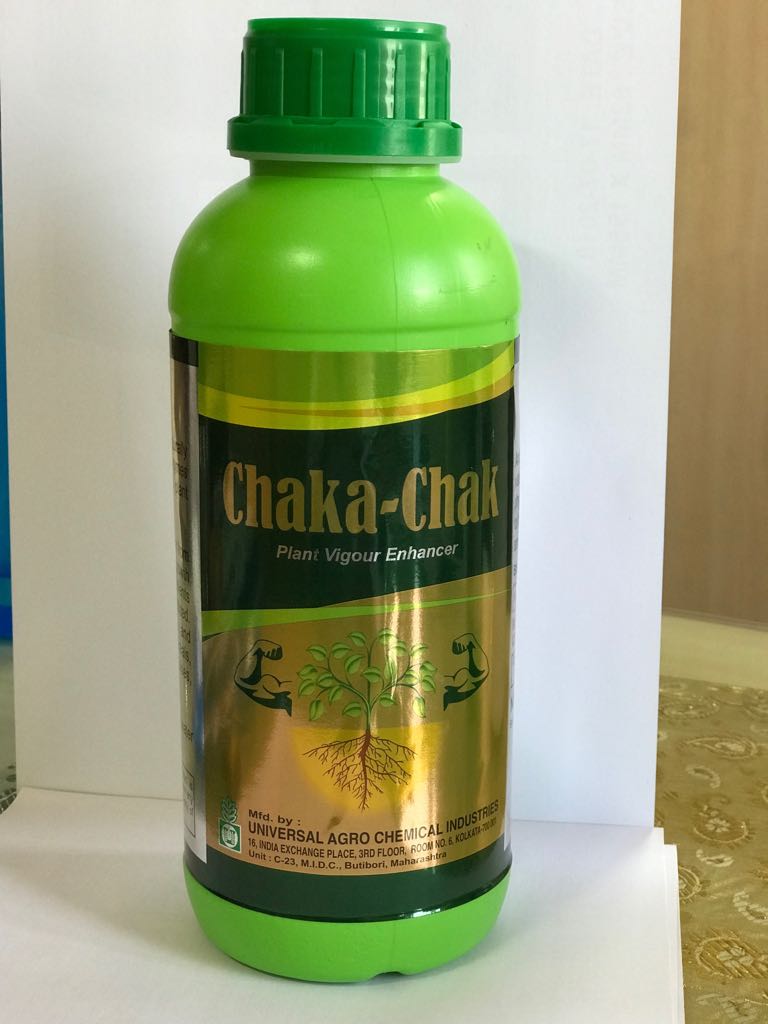 Chaka-Chak
Plant Vigour Enhancer
Mfd. by :
UNIVERSAL AGRO CHEMICAL INDUSTRIES
16, INDIA EXCHANGE PLACE, 3RD FLOOR, ROOM NO. 6, KOLKATA-700 001
Unit : C-23, M.I.D.C., Butibori, Maharashtra